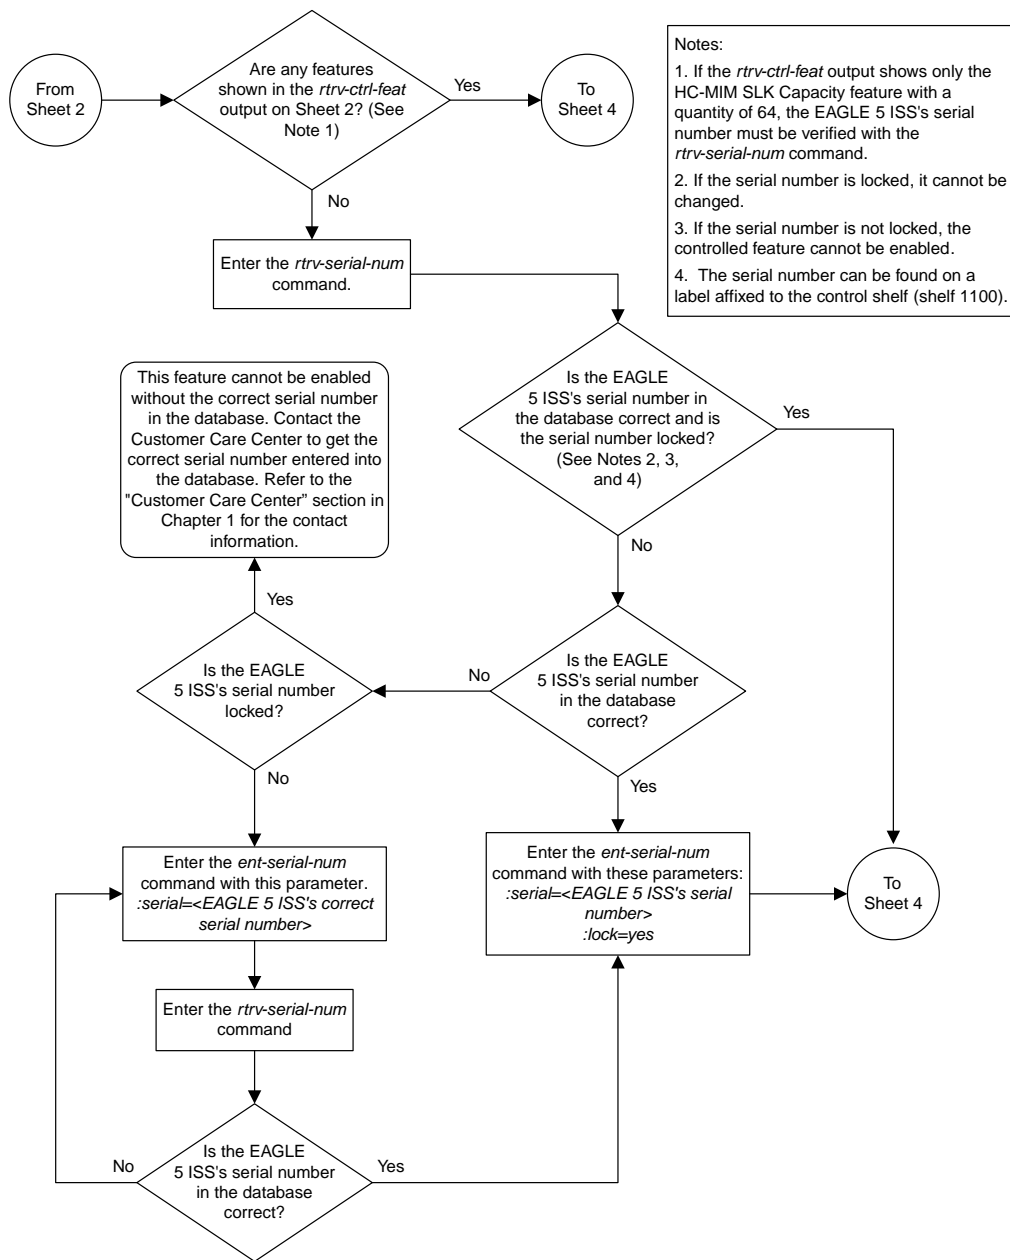 From
Sheet 2
Are any features
shown in the rtrv-ctrl-feat
output on Sheet 2? (See
Note 1)
Yes
To
Sheet 4
No
Notes:
1. If the rtrv-ctrl-feat output shows only the
HC-MIM SLK Capacity feature with a
quantity of 64, the EAGLE 5 ISS's serial
number must be verified with the
rtrv-serial-num command.
2. If the serial number is locked, it cannot be
changed.
3. If the serial number is not locked, the
controlled feature cannot be enabled.
4. The serial number can be found on a
label affixed to the control shelf (shelf 1100).
Enter the rtrv-serial-num
command.
Is the EAGLE
5 ISS's serial number in
the database correct and is
the serial number locked?
(See Notes 2, 3,
and 4)
Yes
No
This feature cannot be enabled
without the correct serial number
in the database. Contact the
Customer Care Center to get the
correct serial number entered into
the database. Refer to the
"Customer Care Center” section in
Chapter 1 for the contact
information.
Yes
Is the EAGLE
5 ISS's serial number
locked?
No
Is the EAGLE
5 ISS's serial number
in the database
correct?
No
Yes
Enter the ent-serial-num
command with this parameter.
:serial=<EAGLE 5 ISS's correct
serial number>
Enter the ent-serial-num
command with these parameters:
:serial=<EAGLE 5 ISS's serial
number>
:lock=yes
To
Sheet 4
Enter the rtrv-serial-num
command
Is the EAGLE
5 ISS's serial number
in the database
correct?
No
Yes